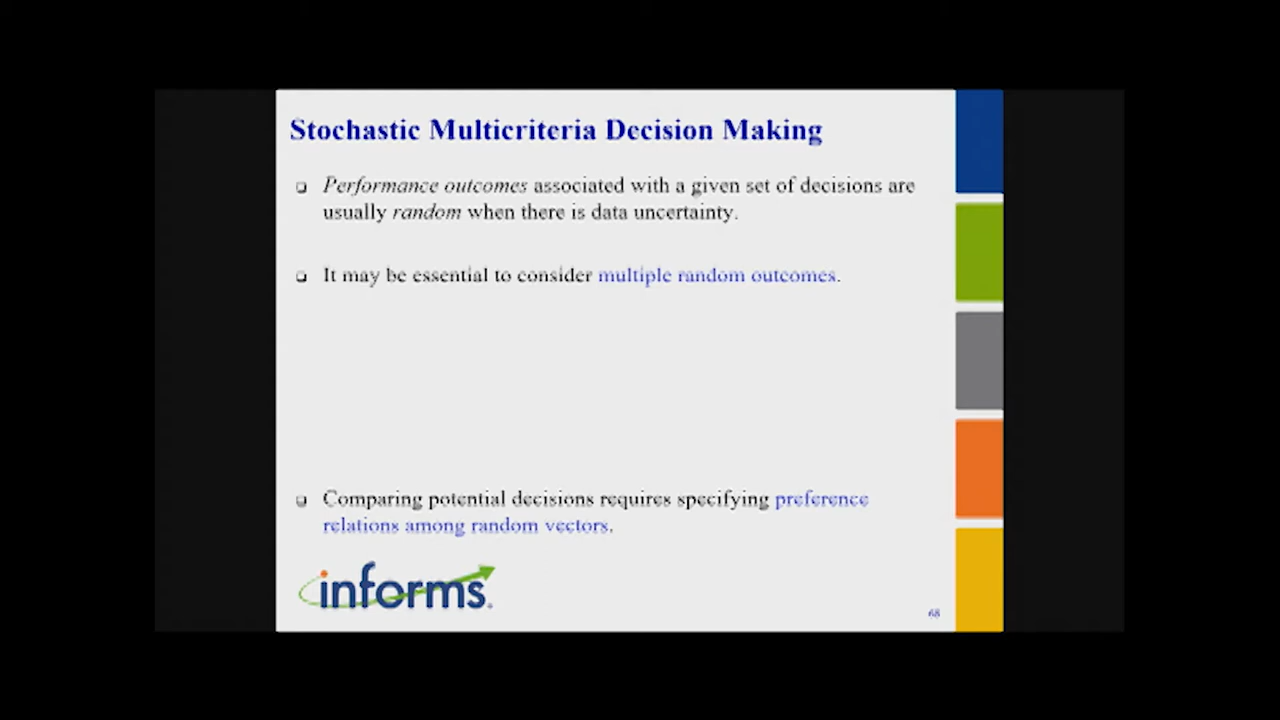 Stochastic Multicriteria Decision Making
Performance outcomes associated with a given set of decisions are
usually random when there is data uncertainty.
It may be essential to consider multiple random outcomes.
Comparing potential decisions requires specifying preference
relations among random vectors.
informs
68